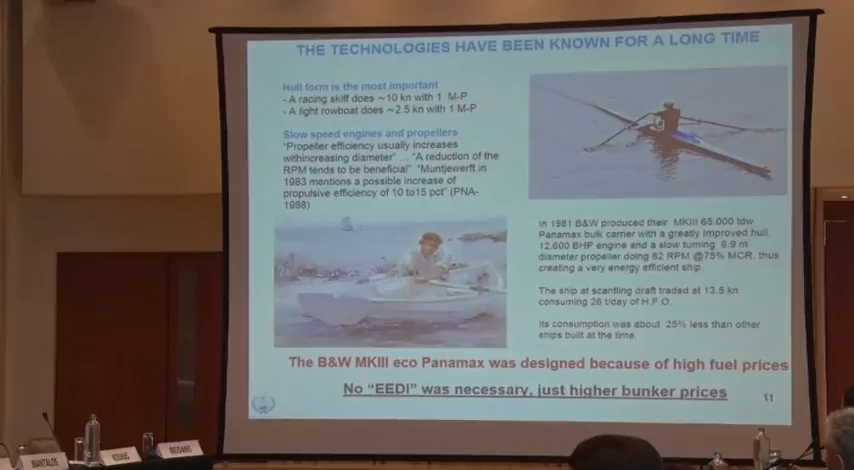 THE TECHNOLOGIES HAVE BEEN KNOWN FOR A LONG TIME
Hull form is the most important
- A racing skiff does ~10 kn with 1 M-P
- A light rowboat does ~2.5 kn with 1 M-P
Slow speed engines and propellers
"Propeller efficiency usually increases
withincreasing diameter" ... "A reduction of the
RPM tends to be beneficial" "Muntjewerft in
1983 mentions a possible increase of
propulsive efficiency of 10 to15 pct" (PNA-
1988)
In 1981 B&W produced their MKIII 65.000 tdw
Panamax bulk carrier with a greatly improved hull,
12,600 BHP engine and a slow turning 6.9 m
diameter propeller doing 82 RPM @75% MCR, thus
creating a very energy efficient ship.
The ship at scantling draft traded at 13.5 kn
consuming 26 t/day of H.F.O.
Its consumption was about 25% less than other
ships built at the time.
The B&W MKIII eco Panamax was designed because of high fuel prices
No "EEDI" was necessary, just higher bunker prices
11